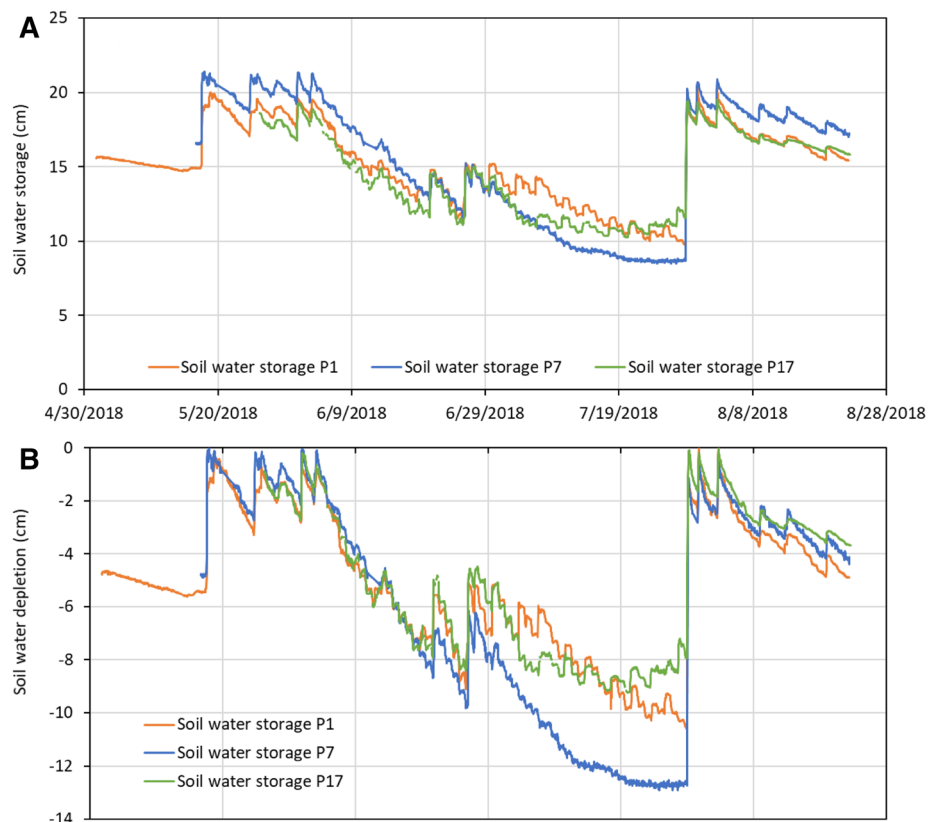 A
25
20
15
10
5
0
Soil water storage (cm)
Soil water storage P1 Soil water storage P7 Soil water storage P17
4/30/2018 5/20/2018 6/9/2018 6/29/2018 7/19/2018 8/8/2018 8/28/2018
B
0
-2
-4
-6
-8
-10
-12
-14
Soil water depletion (cm)
Soil water storage P1
Soil water storage P7
Soil water storage P17